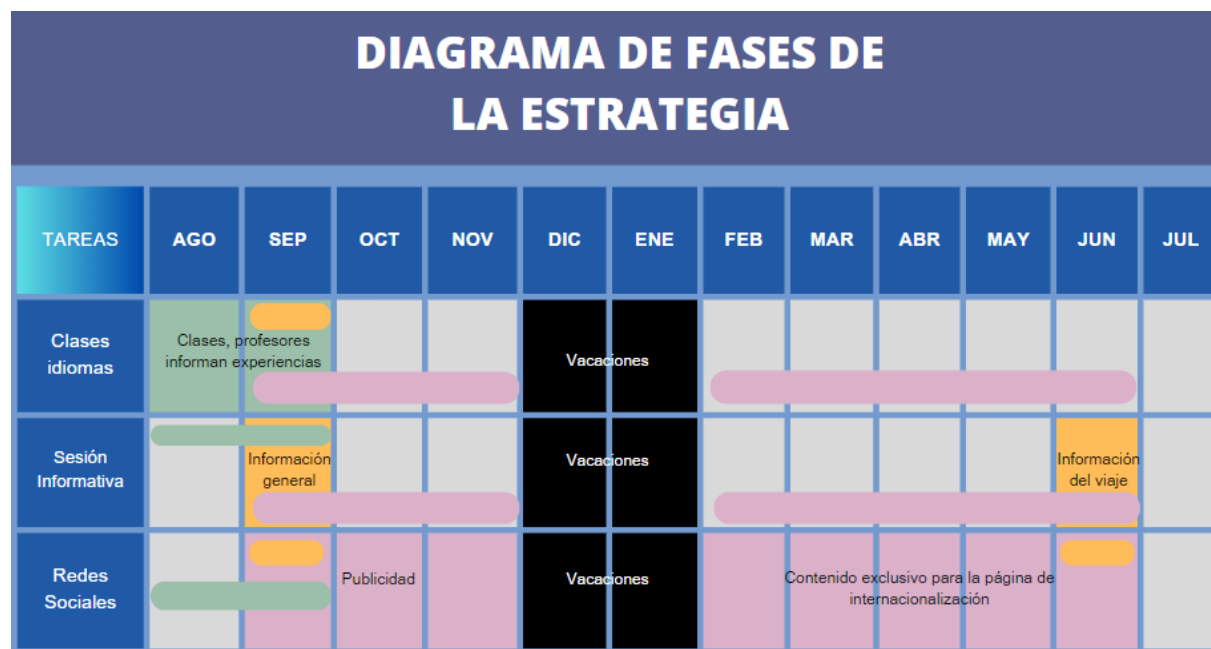 DIAGRAMA DE FASES DE
LA ESTRATEGIA
TAREAS AGO SEP OCT NOV DIC ENE FEB MAR ABR MAY JUN JUL
Clases
idiomas
Clases, profesores
informan experiencias
Vacaciones
Sesión
Informativa
Información
general
Vacaciones
Información
del viaje
Redes
Sociales
Publicidad
Vacaciones
Contenido exclusivo para la página de
internacionalización